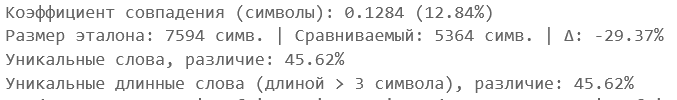 Коэффициент совпадения (символы): 0.1284 (12.84%)
Размер эталона: 7594 симв. | Сравниваемый: 5364 симв. | Δ: -29.37%
Уникальные слова, различие: 45.62%
Уникальные длинные слова (длиной > 3 символа), различие: 45.62%